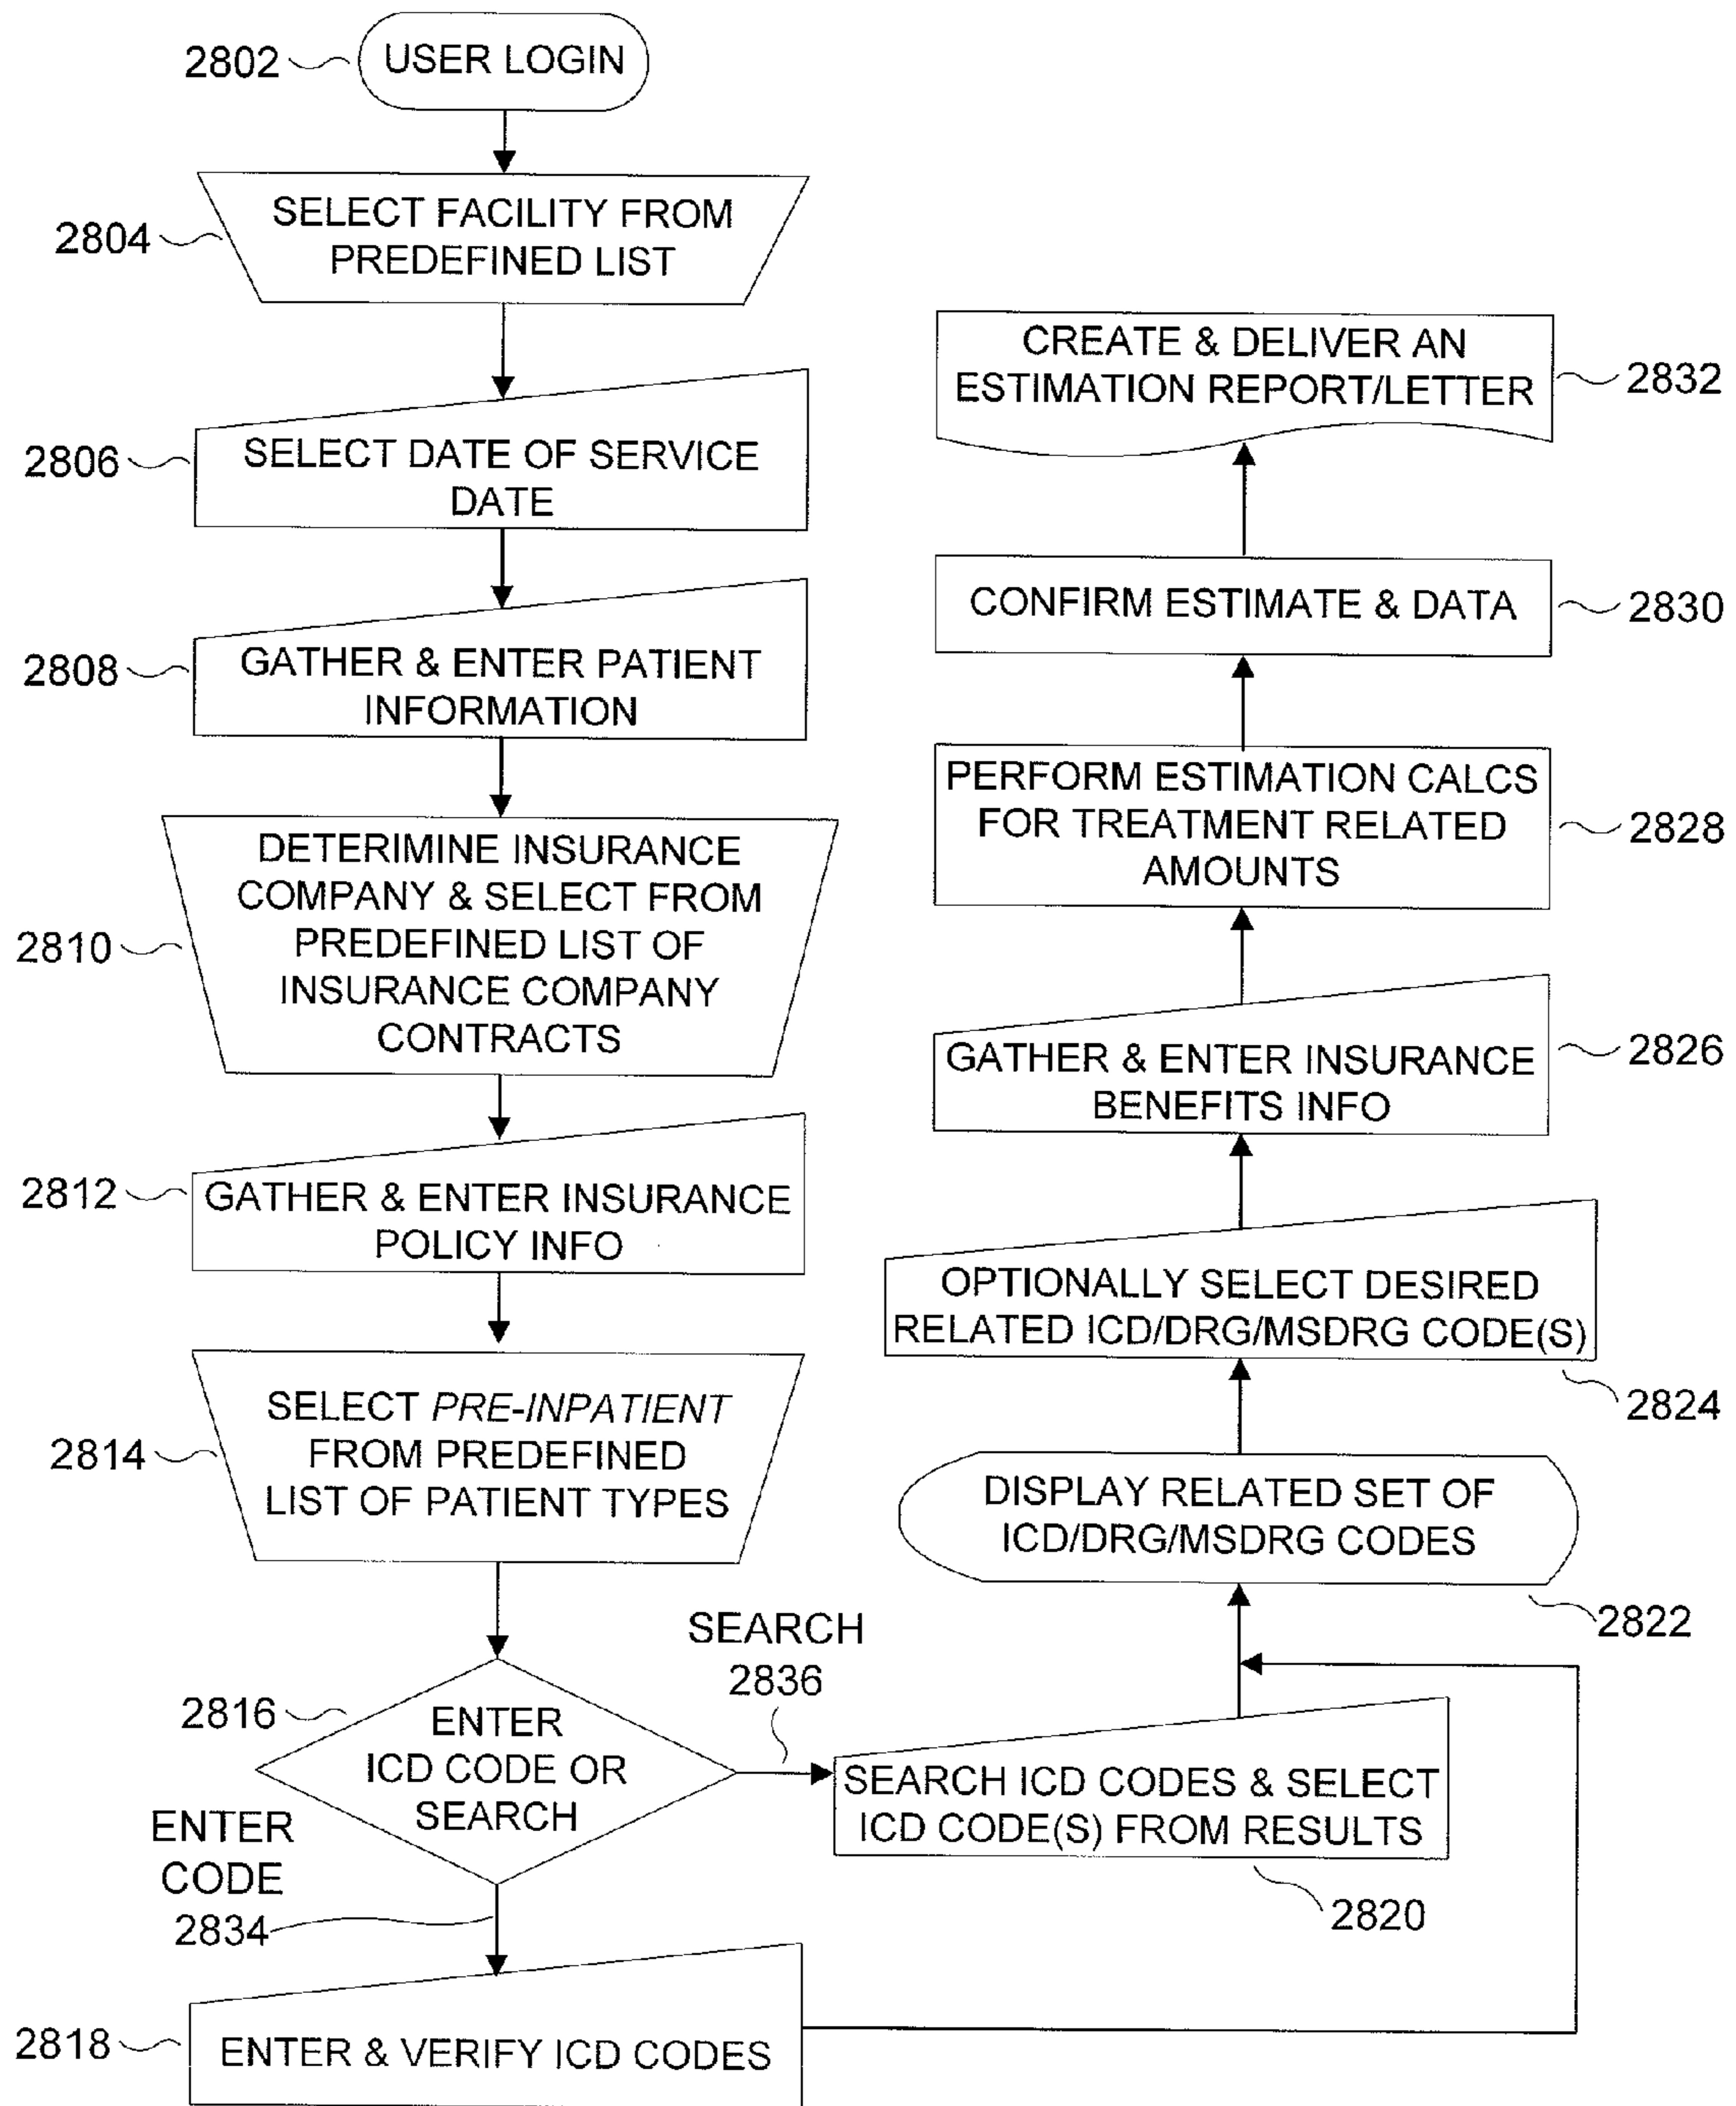 2802
USER LOGIN
2804
SELECT FACILITY FROM
PREDEFINED LIST
2806
SELECT DATE OF SERVICE
DATE
2808
GATHER & ENTER PATIENT
INFORMATION
2810
DETERIMINE INSURANCE
COMPANY & SELECT FROM
PREDEFINED LIST OF
INSURANCE COMPANY
CONTRACTS
2812
GATHER & ENTER INSURANCE
POLICY INFO
2814
SELECT PRE-INPATIENT
FROM PREDEFINED
LIST OF PATIENT TYPES
2816
ENTER
ICD CODE OR
SEARCH
ENTER
CODE
2834
2818
ENTER & VERIFY ICD CODES
SEARCH
2836
SEARCH ICD CODES & SELECT
ICD CODE(S) FROM RESULTS
2820
DISPLAY RELATED SET OF
ICD/DRG/MSDRG CODES
2822
OPTIONALLY SELECT DESIRED
RELATED ICD/DRG/MSDRG CODE(S)
2824
GATHER & ENTER INSURANCE
BENEFITS INFO
2826
PERFORM ESTIMATION CALCS
FOR TREATMENT RELATED
AMOUNTS
2828
CONFIRM ESTIMATE & DATA
2830
CREATE & DELIVER AN
ESTIMATION REPORT/LETTER
2832